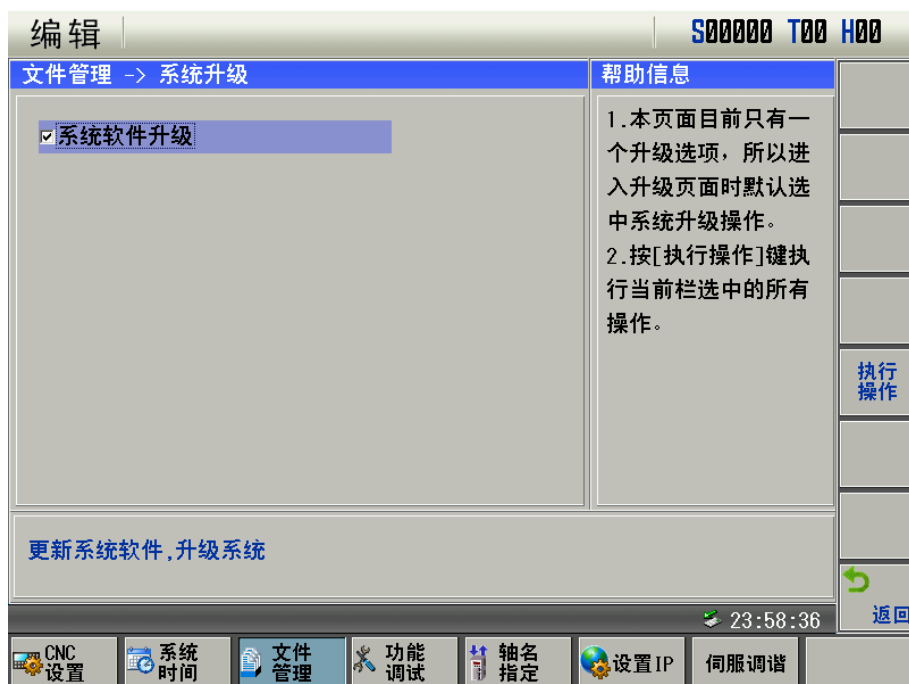 编辑
S00000 T00 H00
文件管理 -> 系统升级
系统软件升级
帮助信息
1.本页面目前只有一
个升级选项，所以进
入升级页面时默认选
中系统升级操作。
2.按[执行操作]键执
行当前栏选中的所有
操作。
执行
操作
更新系统软件,升级系统
返回
23:58:36
CNC
设置
系统
时间
文件
管理
功能
调试
轴名
指定
设置IP
伺服调谐